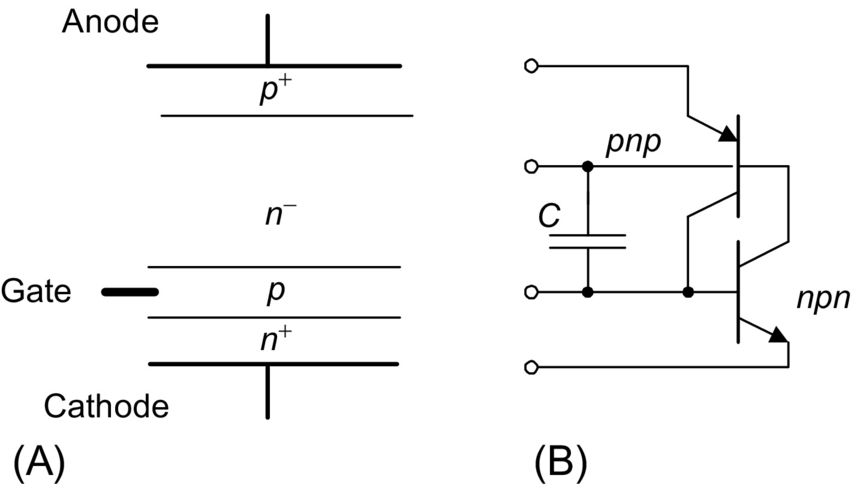 Anode
p⁺
n⁻
Gate
p
n⁺
Cathode
(A)
pnp
C
npn
(B)